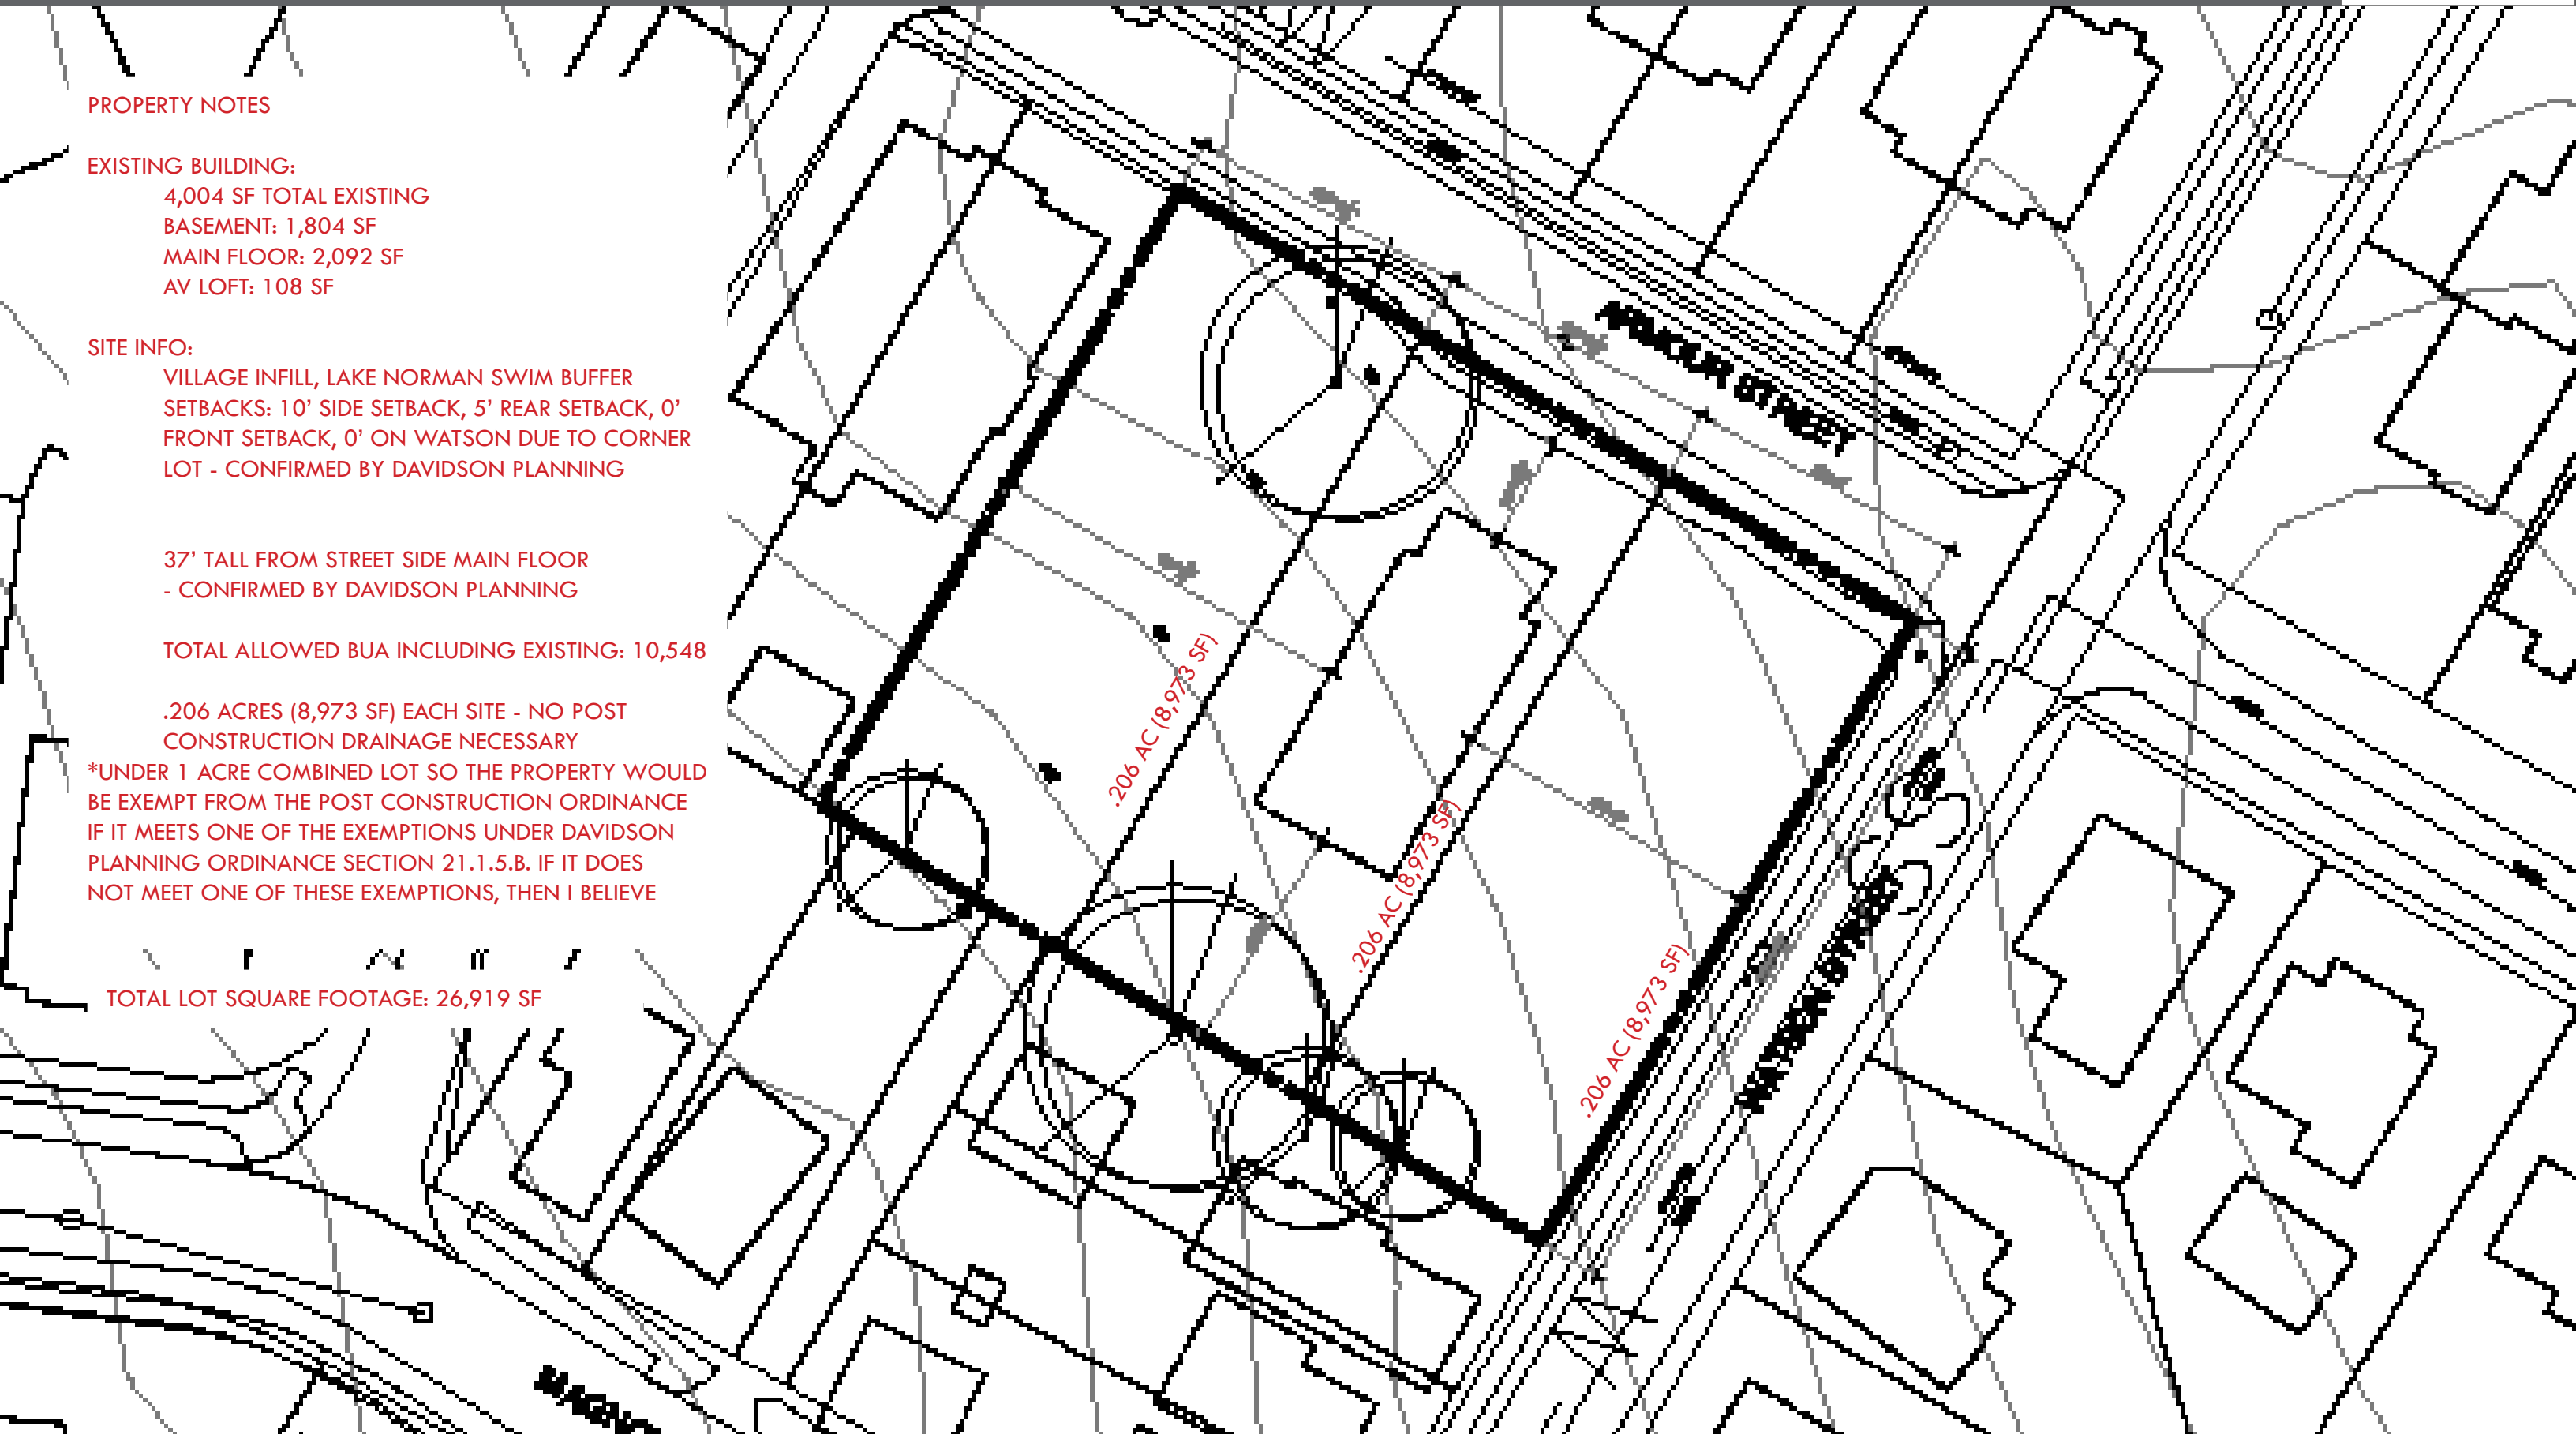 PROPERTY NOTES
EXISTING BUILDING:
4,004 SF TOTAL EXISTING
BASEMENT: 1,804 SF
MAIN FLOOR: 2,092 SF
AV LOFT: 108 SF
SITE INFO:
VILLAGE INFILL, LAKE NORMAN SWIM BUFFER
SETBACKS: 10’ SIDE SETBACK, 5’ REAR SETBACK, 0’
FRONT SETBACK, 0’ ON WATSON DUE TO CORNER
LOT - CONFIRMED BY DAVIDSON PLANNING
37’ TALL FROM STREET SIDE MAIN FLOOR
- CONFIRMED BY DAVIDSON PLANNING
TOTAL ALLOWED BUA INCLUDING EXISTING: 10,548
.206 ACRES (8,973 SF) EACH SITE - NO POST
CONSTRUCTION DRAINAGE NECESSARY
*UNDER 1 ACRE COMBINED LOT SO THE PROPERTY WOULD
BE EXEMPT FROM THE POST CONSTRUCTION ORDINANCE
IF IT MEETS ONE OF THE EXEMPTIONS UNDER DAVIDSON
PLANNING ORDINANCE SECTION 21.1.5.B. IF IT DOES
NOT MEET ONE OF THESE EXEMPTIONS, THEN I BELIEVE
TOTAL LOT SQUARE FOOTAGE: 26,919 SF
.206 AC (8,973 SF)
.206 AC (8,973 SF)
.206 AC (8,973 SF)
STREET
WATSON STREET